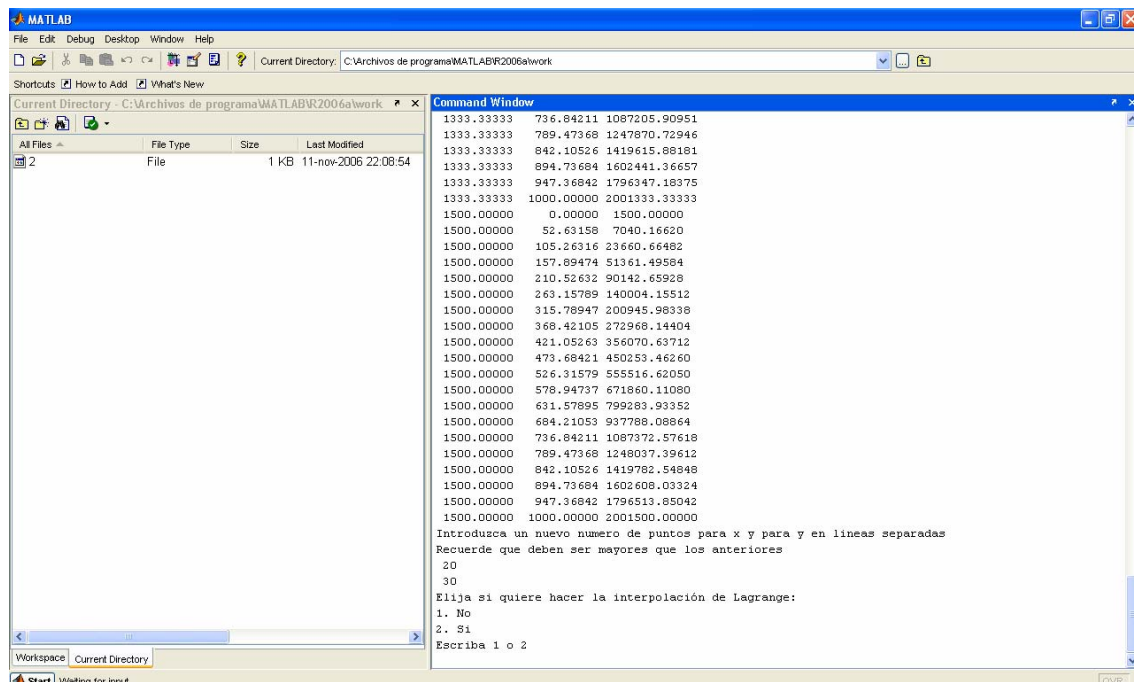 MATLAB
File Edit Debug Desktop Window Help
Current Directory: C:\Archivos de programa\MATLAB\R2006a\work
Shortcuts How to Add What's New
Current Directory - C:\Archivos de programa\MATLAB\R2006a\work
All Files File Type Size Last Modified
2 File 1 KB 11-nov-2006 22:08:54
Command Window
1333.33333 736.84211 1087205.90951
1333.33333 789.47368 1247870.72946
1333.33333 842.10526 1419615.88181
1333.33333 894.73684 1602441.36657
1333.33333 947.36842 1796347.18375
1333.33333 1000.00000 2001333.33333
1500.00000 0.00000 1500.00000
1500.00000 52.63158 7040.16620
1500.00000 105.26316 23660.66482
1500.00000 157.89474 51361.49584
1500.00000 210.52632 90142.65928
1500.00000 263.15789 140004.15512
1500.00000 315.78947 200945.98338
1500.00000 368.42105 272968.14404
1500.00000 421.05263 356070.63712
1500.00000 473.68421 450253.46260
1500.00000 526.31579 555516.62050
1500.00000 578.94737 671860.11080
1500.00000 631.57895 799283.93352
1500.00000 684.21053 937788.08864
1500.00000 736.84211 1087372.57618
1500.00000 789.47368 1248037.39612
1500.00000 842.10526 1419782.54848
1500.00000 894.73684 1602608.03324
1500.00000 947.36842 1796513.85042
1500.00000 1000.00000 2001500.00000
Introduzca un nuevo numero de puntos para x y para y en lineas separadas
Recuerde que deben ser mayores que los anteriores
20
30
Elija si quiere hacer la interpolación de Lagrange:
1. No
2. Si
Escriba 1 o 2
Workspace Current Directory
Start Waiting for input
OVR